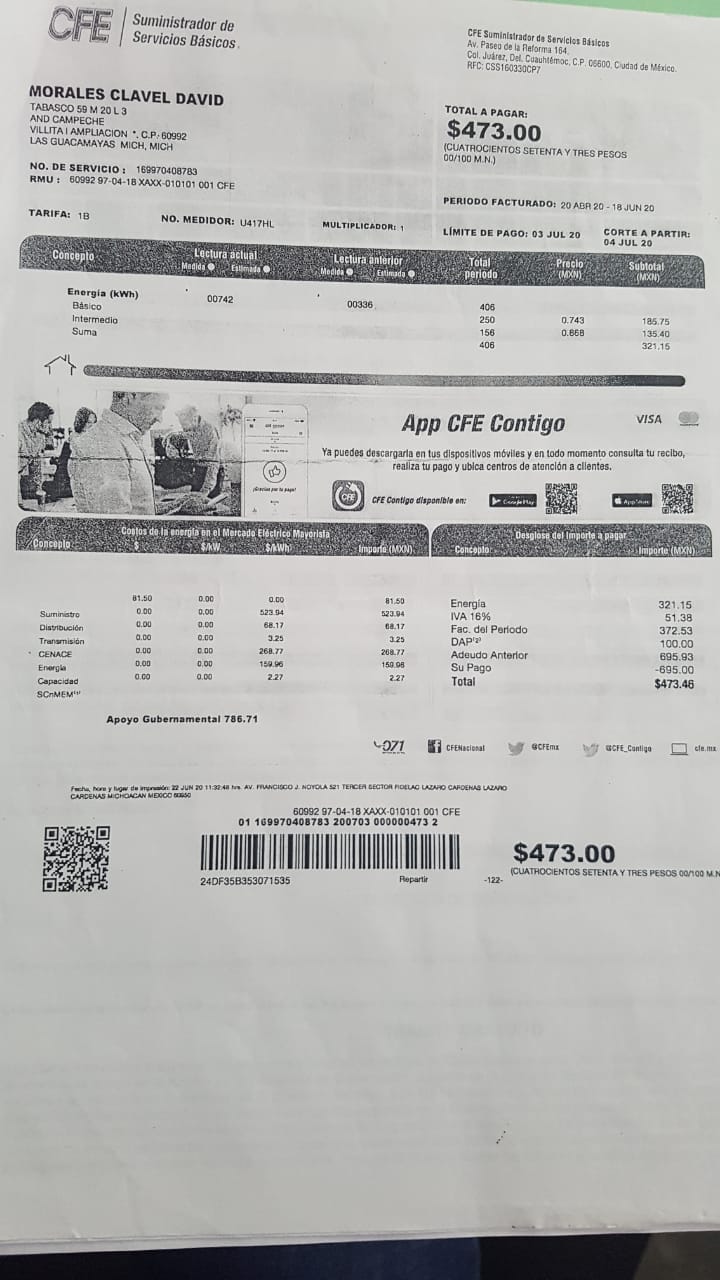 CFE Suministrador de
Servicios Básicos.
CFE Suministrador de Servicios Básicos
Av. Paseo de la Reforma 164,
Col. Juárez, Del. Cuauhtémoc, C.P. 06600, Ciudad de México.
RFC: CSS160330CP7
MORALES CLAVEL DAVID
TABASCO 59 M 20 L 3
AND CAMPECHE
VILLITA I AMPLIACION *. C.P.-60992
LAS GUACAMAYAS MICH, MICH
TOTAL A PAGAR:
$473.00
(CUATROCIENTOS SETENTA Y TRES PESOS
00/100 M.N.)
NO. DE SERVICIO : 169970408783
RMU : 60992 97-04-18 XAXX-010101 001 CFE
PERIODO FACTURADO: 20 ABR 20 - 18 JUN 20
TARIFA: 1B NO. MEDIDOR: U417HL MULTIPLICADOR: 1
LÍMITE DE PAGO: 03 JUL 20 CORTE A PARTIR:
04 JUL 20
Concepto Lectura actual Lectura anterior Total Precio Subtotal
Medida Estimada Medida Estimada periodo (MXN) (MXN)
Energía (kWh) 00742 00336 406
Básico 250 0.743 185.75
Intermedio 156 0.868 135.40
Suma 406 321.15
App CFE Contigo VISA
Ya puedes descargarla en tus dispositivos móviles y en todo momento consulta tu recibo,
realiza tu pago y ubica centros de atención a clientes.
¡Gracias por tu pago!
CFE CFE Contigo disponible en: Google Play App Store
Costos de la energía en el Mercado Eléctrico Mayorista Desglose del importe a pagar
Concepto $ $/kW $/kWh Importe (MXN) Concepto Importe (MXN)
Suministro 81.50 0.00 0.00 81.50
Distribución 0.00 0.00 523.94 523.94
Transmisión 0.00 0.00 68.17 68.17
CENACE 0.00 0.00 3.25 3.25
Energía 0.00 0.00 268.77 268.77
Capacidad 0.00 0.00 159.96 159.96
SCnMEM⁽¹⁾ 0.00 0.00 2.27 2.27
Energía 321.15
IVA 16% 51.38
Fac. del Periodo 372.53
DAP⁽²⁾ 100.00
Adeudo Anterior 695.93
Su Pago -695.00
Total $473.46
Apoyo Gubernamental 786.71
071 CFENacional @CFEmx @CFE_Contigo cfe.mx
Fecha, hora y lugar de impresión: 22 JUN 20 11:32:48 hrs. AV. FRANCISCO J. NOYOLA 521 TERCER SECTOR FIDELAC LAZARO CARDENAS LAZARO
CARDENAS MICHOACAN MEXICO 60950
60992 97-04-18 XAXX-010101 001 CFE
01 169970408783 200703 000000473 2
24DF35B353071535 Repartir -122-
$473.00
(CUATROCIENTOS SETENTA Y TRES PESOS 00/100 M.N